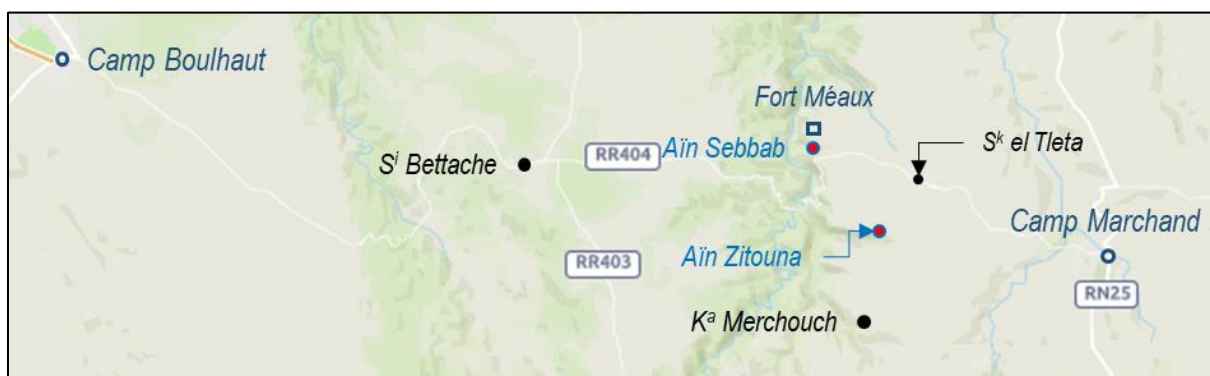 Camp Boulhaut
Fort Méaux
Aïn Sebbab
Sᵏ el Tleta
Sⁱ Bettache
RR404
Camp Marchand
Aïn Zitouna
RR403
RN25
Kᵃ Merchouch